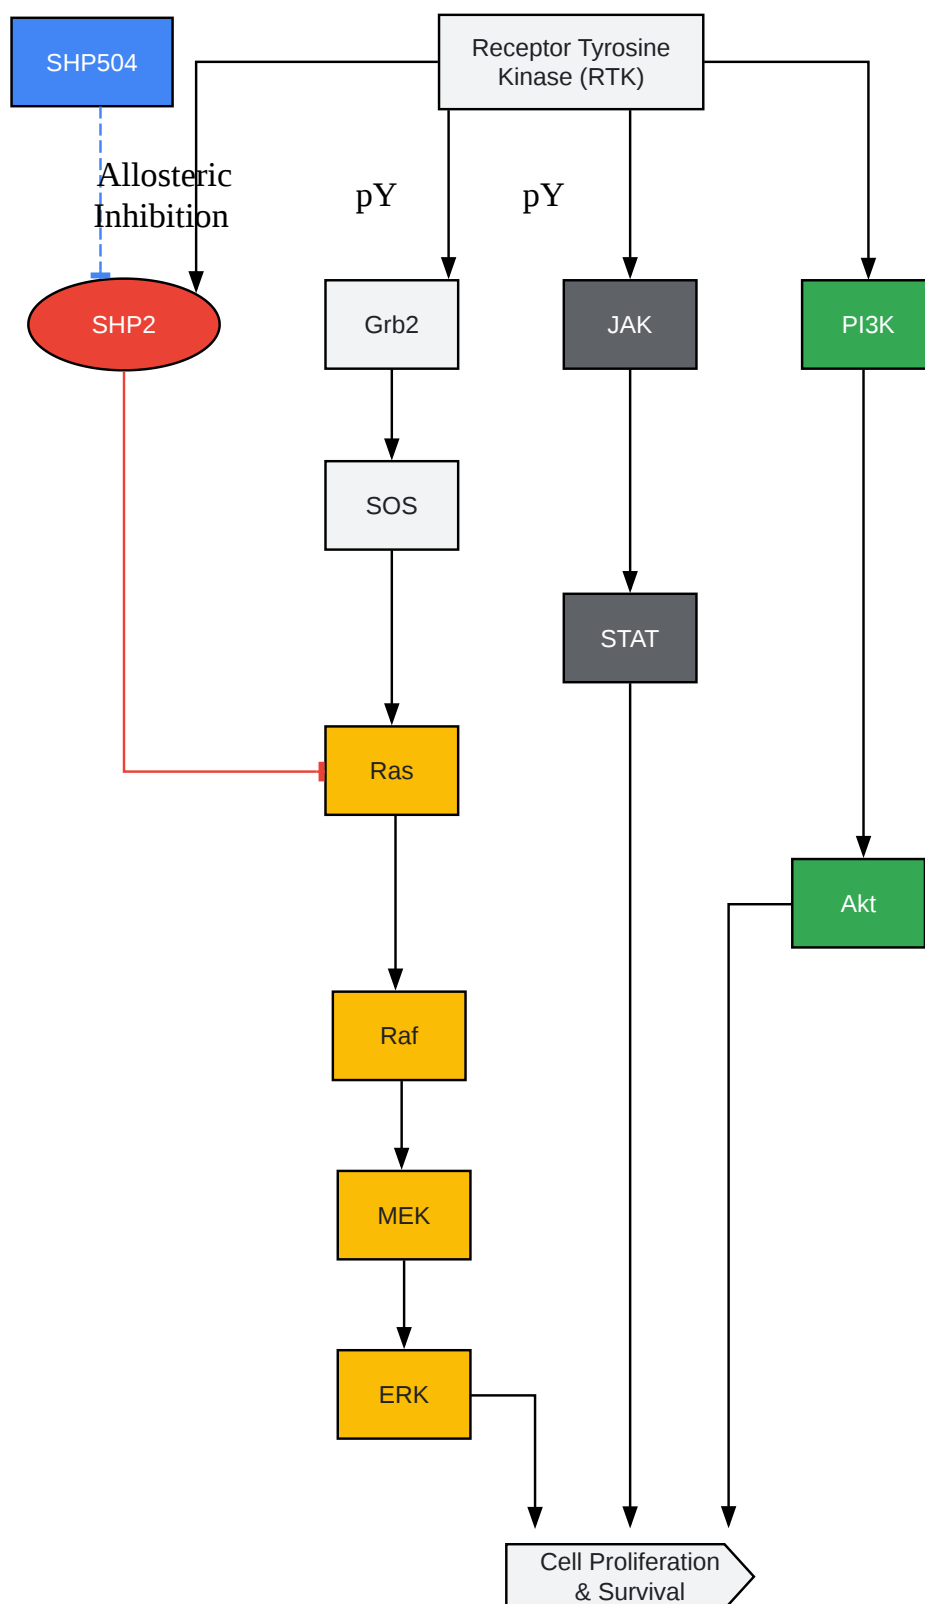 SHP504
Receptor Tyrosine
Kinase (RTK)
Allosteric
Inhibition
pY
pY
SHP2
Grb2
JAK
PI3K
SOS
STAT
Ras
Akt
Raf
MEK
ERK
Cell Proliferation
& Survival